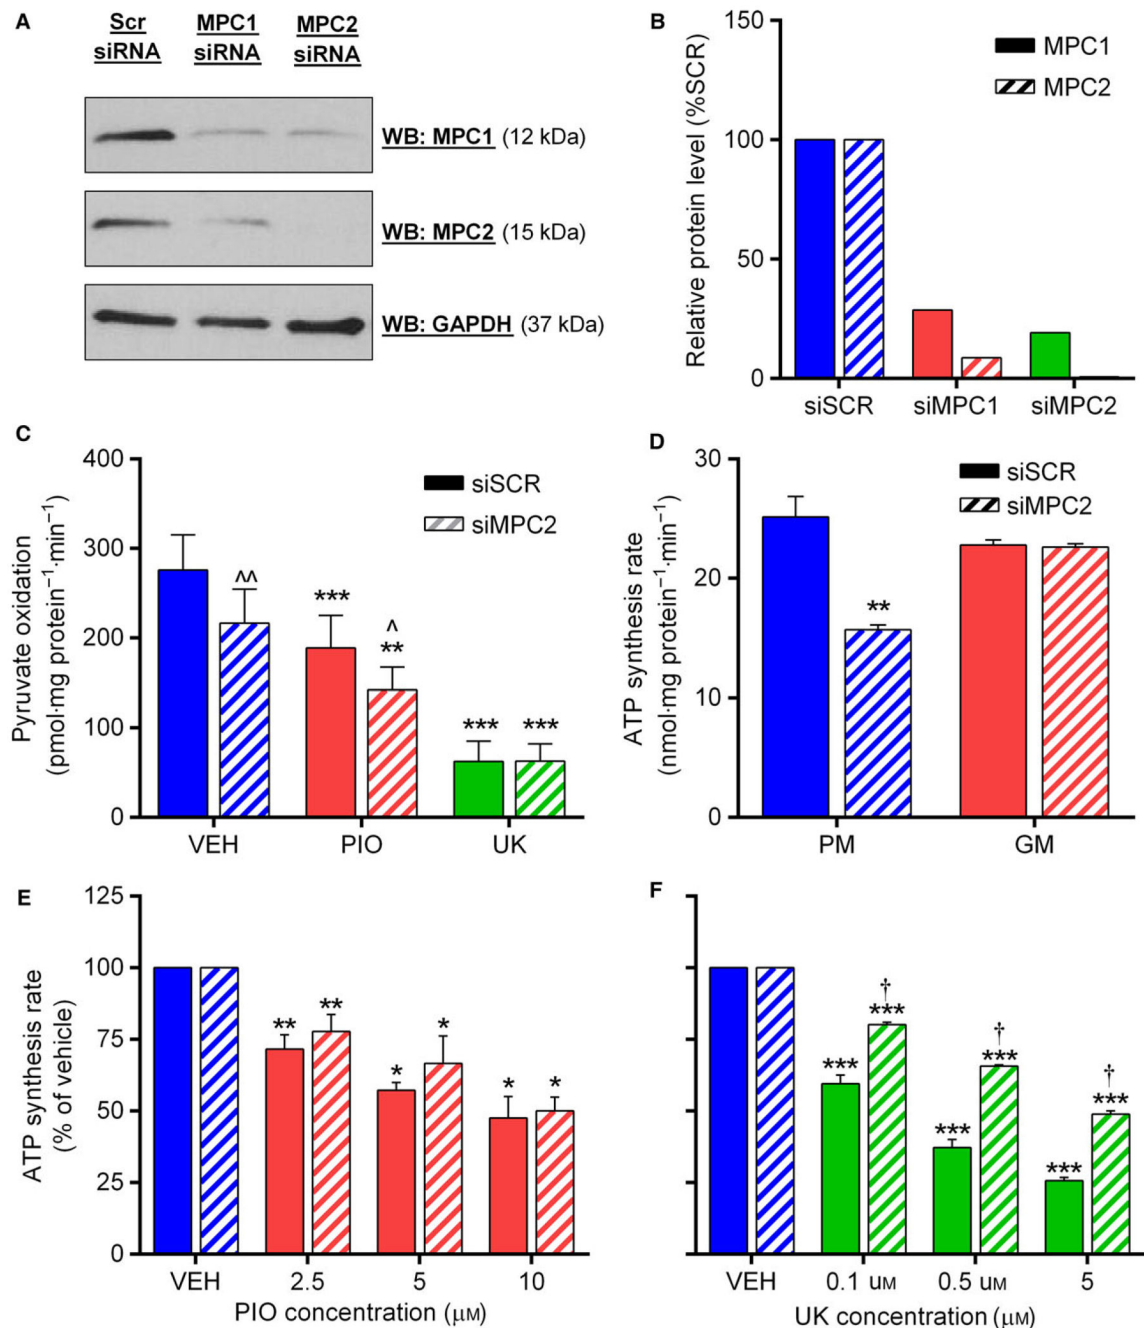 A
Scr
siRNA
MPC1
siRNA
MPC2
siRNA
WB: MPC1 (12 kDa)
WB: MPC2 (15 kDa)
WB: GAPDH (37 kDa)
B
Relative protein level (%SCR)
150
100
50
0
MPC1
MPC2
siSCR siMPC1 siMPC2
C
Pyruvate oxidation
(pmol·mg protein⁻¹·min⁻¹)
400
300
200
100
0
siSCR
siMPC2
^^
***
^
**
*** ***
VEH PIO UK
D
ATP synthesis rate
(nmol·mg protein⁻¹·min⁻¹)
30
20
10
0
siSCR
siMPC2
**
PM GM
E
ATP synthesis rate
(% of vehicle)
125
100
75
50
25
0
** **
* *
* *
VEH 2.5 5 10
PIO concentration (μM)
F
†
*** ***
†
*** ***
†
*** ***
VEH 0.1 uM 0.5 uM 5
UK concentration (μM)